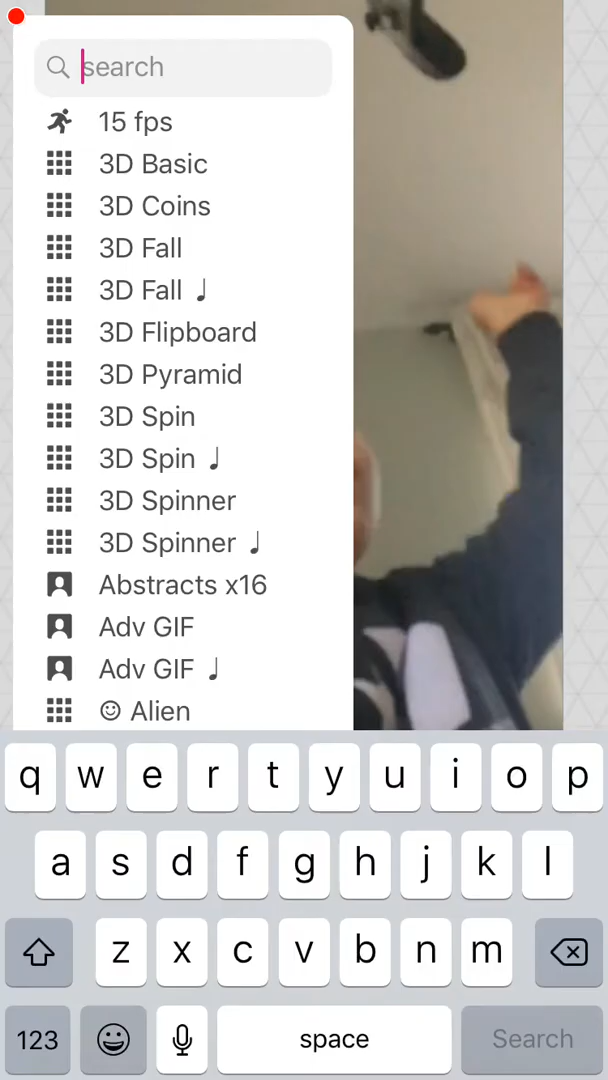 search
15 fps
3D Basic
3D Coins
3D Fall
3D Fall ♩
3D Flipboard
3D Pyramid
3D Spin
3D Spin ♩
3D Spinner
3D Spinner ♩
Abstracts x16
Adv GIF
Adv GIF ♩
☺ Alien
q w e r t y u i o p
a s d f g h j k l
z x c v b n m
123 space Search